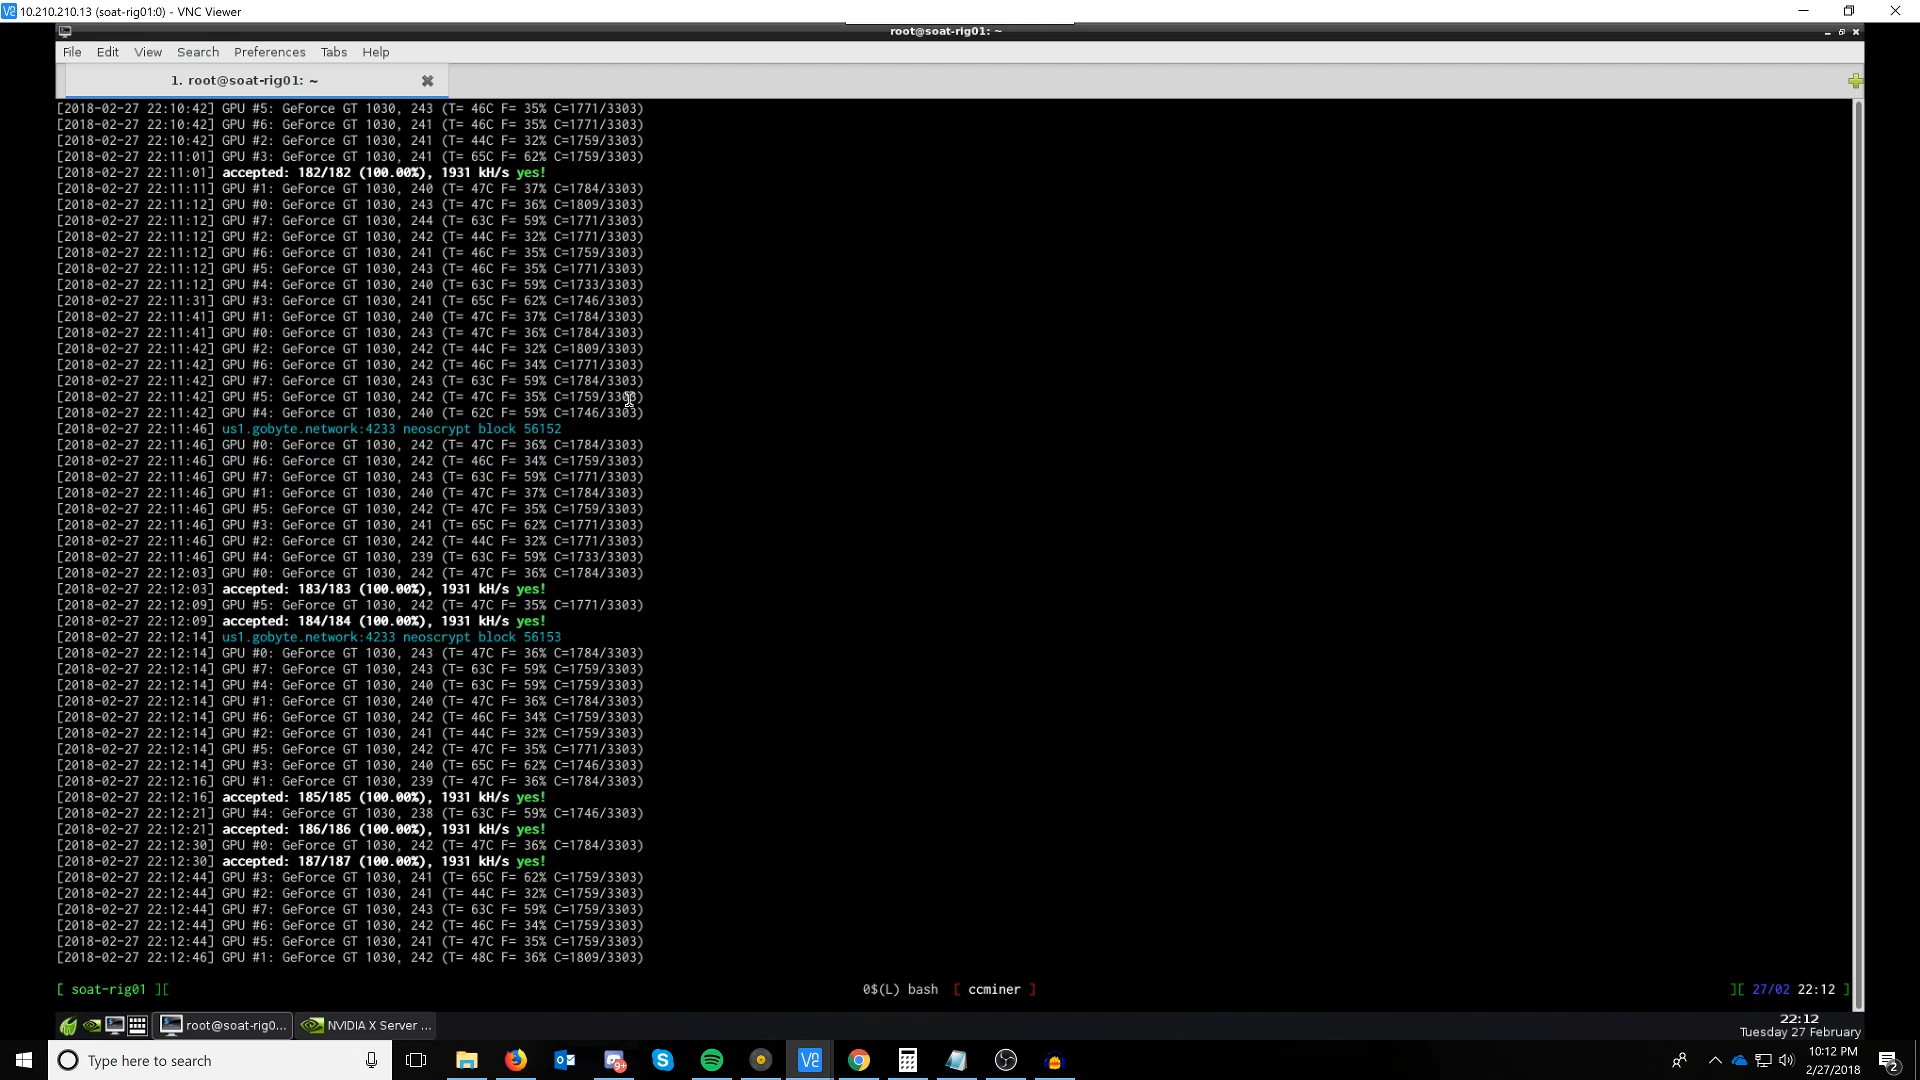 10.210.210.13 (soat-rig01:0) - VNC Viewer
root@soat-rig01: ~
File Edit View Search Preferences Tabs Help
1. root@soat-rig01: ~
[2018-02-27 22:10:42] GPU #5: GeForce GT 1030, 243 (T= 46C F= 35% C=1771/3303)
[2018-02-27 22:10:42] GPU #6: GeForce GT 1030, 241 (T= 46C F= 35% C=1771/3303)
[2018-02-27 22:10:42] GPU #2: GeForce GT 1030, 241 (T= 44C F= 32% C=1759/3303)
[2018-02-27 22:11:01] GPU #3: GeForce GT 1030, 241 (T= 65C F= 62% C=1759/3303)
[2018-02-27 22:11:01] accepted: 182/182 (100.00%), 1931 kH/s yes!
[2018-02-27 22:11:11] GPU #1: GeForce GT 1030, 240 (T= 47C F= 37% C=1784/3303)
[2018-02-27 22:11:12] GPU #0: GeForce GT 1030, 243 (T= 47C F= 36% C=1809/3303)
[2018-02-27 22:11:12] GPU #7: GeForce GT 1030, 244 (T= 63C F= 59% C=1771/3303)
[2018-02-27 22:11:12] GPU #2: GeForce GT 1030, 242 (T= 44C F= 32% C=1771/3303)
[2018-02-27 22:11:12] GPU #6: GeForce GT 1030, 241 (T= 46C F= 35% C=1759/3303)
[2018-02-27 22:11:12] GPU #5: GeForce GT 1030, 243 (T= 46C F= 35% C=1771/3303)
[2018-02-27 22:11:12] GPU #4: GeForce GT 1030, 240 (T= 63C F= 59% C=1733/3303)
[2018-02-27 22:11:31] GPU #3: GeForce GT 1030, 241 (T= 65C F= 62% C=1746/3303)
[2018-02-27 22:11:41] GPU #1: GeForce GT 1030, 240 (T= 47C F= 37% C=1784/3303)
[2018-02-27 22:11:41] GPU #0: GeForce GT 1030, 243 (T= 47C F= 36% C=1784/3303)
[2018-02-27 22:11:42] GPU #2: GeForce GT 1030, 242 (T= 44C F= 32% C=1809/3303)
[2018-02-27 22:11:42] GPU #6: GeForce GT 1030, 242 (T= 46C F= 34% C=1771/3303)
[2018-02-27 22:11:42] GPU #7: GeForce GT 1030, 243 (T= 63C F= 59% C=1784/3303)
[2018-02-27 22:11:42] GPU #5: GeForce GT 1030, 242 (T= 47C F= 35% C=1759/3303)
[2018-02-27 22:11:42] GPU #4: GeForce GT 1030, 240 (T= 62C F= 59% C=1746/3303)
[2018-02-27 22:11:46] us1.gobyte.network:4233 neoscrypt block 56152
[2018-02-27 22:11:46] GPU #0: GeForce GT 1030, 242 (T= 47C F= 36% C=1784/3303)
[2018-02-27 22:11:46] GPU #6: GeForce GT 1030, 242 (T= 46C F= 34% C=1759/3303)
[2018-02-27 22:11:46] GPU #7: GeForce GT 1030, 243 (T= 63C F= 59% C=1771/3303)
[2018-02-27 22:11:46] GPU #1: GeForce GT 1030, 240 (T= 47C F= 37% C=1784/3303)
[2018-02-27 22:11:46] GPU #5: GeForce GT 1030, 242 (T= 47C F= 35% C=1759/3303)
[2018-02-27 22:11:46] GPU #3: GeForce GT 1030, 241 (T= 65C F= 62% C=1771/3303)
[2018-02-27 22:11:46] GPU #2: GeForce GT 1030, 242 (T= 44C F= 32% C=1771/3303)
[2018-02-27 22:11:46] GPU #4: GeForce GT 1030, 239 (T= 63C F= 59% C=1733/3303)
[2018-02-27 22:12:03] GPU #0: GeForce GT 1030, 242 (T= 47C F= 36% C=1784/3303)
[2018-02-27 22:12:03] accepted: 183/183 (100.00%), 1931 kH/s yes!
[2018-02-27 22:12:09] GPU #5: GeForce GT 1030, 242 (T= 47C F= 35% C=1771/3303)
[2018-02-27 22:12:09] accepted: 184/184 (100.00%), 1931 kH/s yes!
[2018-02-27 22:12:14] us1.gobyte.network:4233 neoscrypt block 56153
[2018-02-27 22:12:14] GPU #0: GeForce GT 1030, 243 (T= 47C F= 36% C=1784/3303)
[2018-02-27 22:12:14] GPU #7: GeForce GT 1030, 243 (T= 63C F= 59% C=1759/3303)
[2018-02-27 22:12:14] GPU #4: GeForce GT 1030, 240 (T= 63C F= 59% C=1759/3303)
[2018-02-27 22:12:14] GPU #1: GeForce GT 1030, 240 (T= 47C F= 36% C=1784/3303)
[2018-02-27 22:12:14] GPU #6: GeForce GT 1030, 242 (T= 46C F= 34% C=1759/3303)
[2018-02-27 22:12:14] GPU #2: GeForce GT 1030, 241 (T= 44C F= 32% C=1759/3303)
[2018-02-27 22:12:14] GPU #5: GeForce GT 1030, 242 (T= 47C F= 35% C=1771/3303)
[2018-02-27 22:12:14] GPU #3: GeForce GT 1030, 240 (T= 65C F= 62% C=1746/3303)
[2018-02-27 22:12:16] GPU #1: GeForce GT 1030, 239 (T= 47C F= 36% C=1784/3303)
[2018-02-27 22:12:16] accepted: 185/185 (100.00%), 1931 kH/s yes!
[2018-02-27 22:12:21] GPU #4: GeForce GT 1030, 238 (T= 63C F= 59% C=1746/3303)
[2018-02-27 22:12:21] accepted: 186/186 (100.00%), 1931 kH/s yes!
[2018-02-27 22:12:30] GPU #0: GeForce GT 1030, 242 (T= 47C F= 36% C=1784/3303)
[2018-02-27 22:12:30] accepted: 187/187 (100.00%), 1931 kH/s yes!
[2018-02-27 22:12:44] GPU #3: GeForce GT 1030, 241 (T= 65C F= 62% C=1759/3303)
[2018-02-27 22:12:44] GPU #2: GeForce GT 1030, 241 (T= 44C F= 32% C=1759/3303)
[2018-02-27 22:12:44] GPU #7: GeForce GT 1030, 243 (T= 63C F= 59% C=1759/3303)
[2018-02-27 22:12:44] GPU #6: GeForce GT 1030, 242 (T= 46C F= 34% C=1759/3303)
[2018-02-27 22:12:44] GPU #5: GeForce GT 1030, 241 (T= 47C F= 35% C=1759/3303)
[2018-02-27 22:12:46] GPU #1: GeForce GT 1030, 242 (T= 48C F= 36% C=1809/3303)
[ soat-rig01 ][ 0$(L) bash [ ccminer ] ][ 27/02 22:12 ]
root@soat-rig0... NVIDIA X Server ... 22:12
Tuesday 27 February
Type here to search
9+
10:12 PM
2/27/2018
2